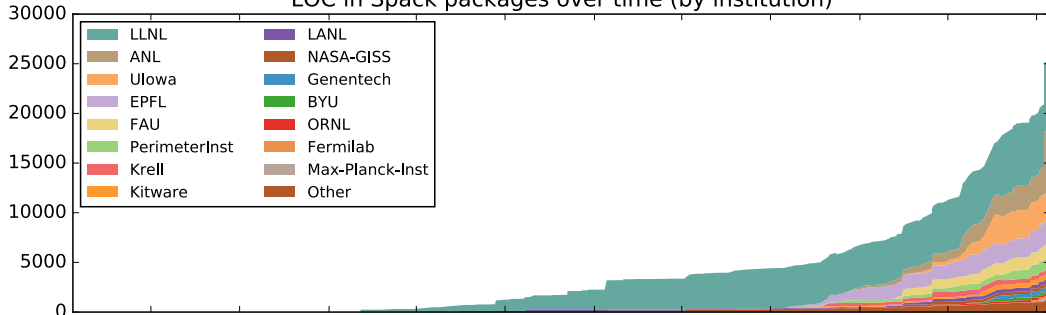 LOC in Spack packages over time (by institution)
30000
25000
20000
15000
10000
5000
0
LLNL
ANL
UIowa
EPFL
FAU
PerimeterInst
Krell
Kitware
LANL
NASA-GISS
Genentech
BYU
ORNL
Fermilab
Max-Planck-Inst
Other